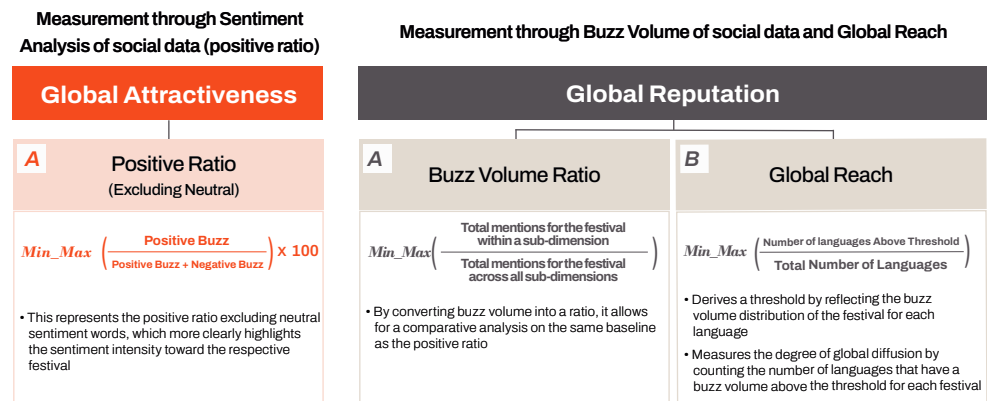 Measurement through Sentiment
Analysis of social data (positive ratio)
Global Attractiveness
A
Positive Ratio
(Excluding Neutral)
Min_Max ( Positive Buzz
Positive Buzz + Negative Buzz ) x 100
• This represents the positive ratio excluding neutral
sentiment words, which more clearly highlights
the sentiment intensity toward the respective
festival
Measurement through Buzz Volume of social data and Global Reach
Global Reputation
A
Buzz Volume Ratio
Min_Max ( Total mentions for the festival
within a sub-dimension
Total mentions for the festival
across all sub-dimensions )
• By converting buzz volume into a ratio, it allows
for a comparative analysis on the same baseline
as the positive ratio
B
Global Reach
Min_Max ( Number of languages Above Threshold
Total Number of Languages )
• Derives a threshold by reflecting the buzz
volume distribution of the festival for each
language
• Measures the degree of global diffusion by
counting the number of languages that have a
buzz volume above the threshold for each festival